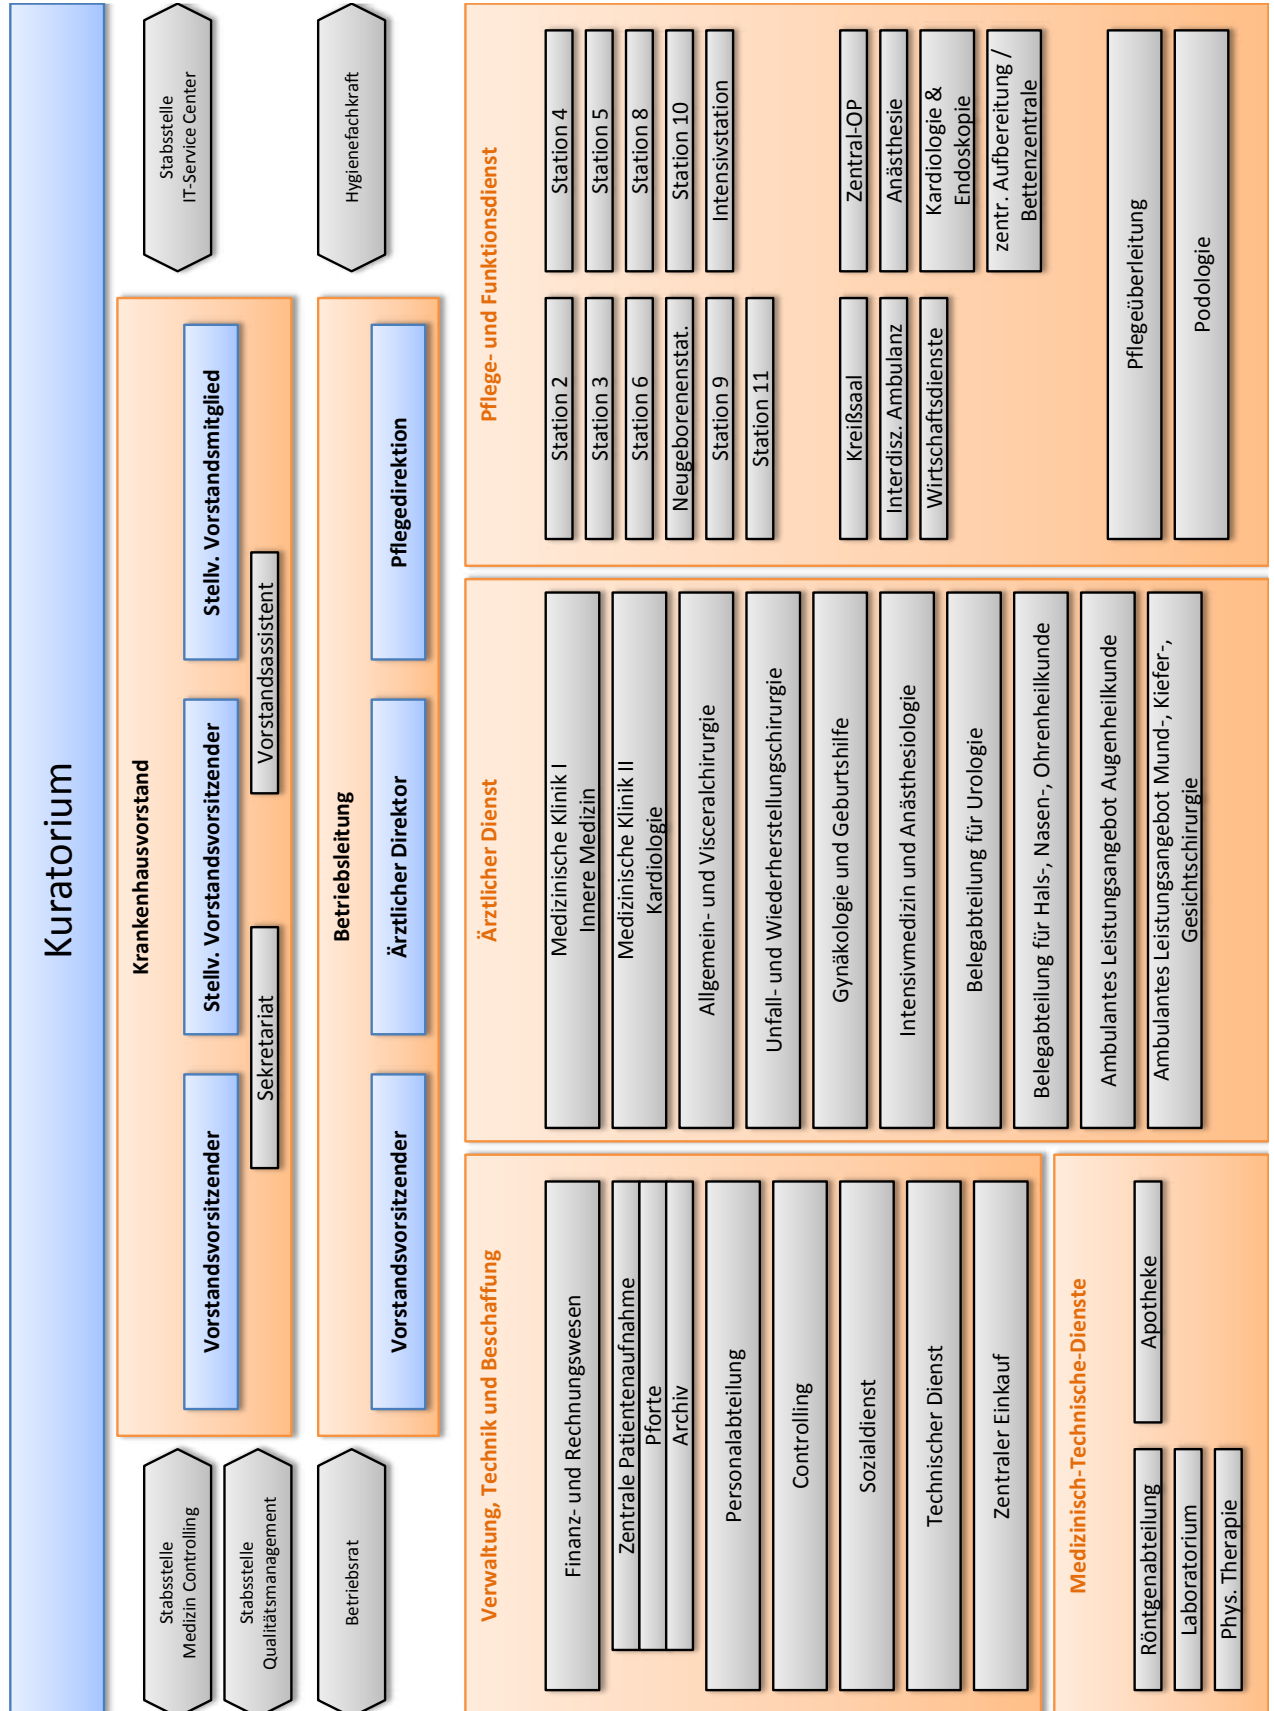 Kuratorium
Stabsstelle
Medizin Controlling
Stabsstelle
Qualitätsmanagement
Krankenhausvorstand
Vorstandsvorsitzender
Stellv. Vorstandsvorsitzender
Stellv. Vorstandsmitglied
Sekretariat
Vorstandsassistent
Stabsstelle
IT-Service Center
Betriebsrat
Betriebsleitung
Vorstandsvorsitzender
Ärztlicher Direktor
Pflegedirektion
Hygienefachkraft
Verwaltung, Technik und Beschaffung
Finanz- und Rechnungswesen
Zentrale Patientenaufnahme
Pforte
Archiv
Personalabteilung
Controlling
Sozialdienst
Technischer Dienst
Zentraler Einkauf
Medizinisch-Technische-Dienste
Röntgenabteilung
Apotheke
Laboratorium
Phys. Therapie
Ärztlicher Dienst
Medizinische Klinik I
Innere Medizin
Medizinische Klinik II
Kardiologie
Allgemein- und Visceralchirurgie
Unfall- und Wiederherstellungschirurgie
Gynäkologie und Geburtshilfe
Intensivmedizin und Anästhesiologie
Belegabteilung für Urologie
Belegabteilung für Hals-, Nasen-, Ohrenheilkunde
Ambulantes Leistungsangebot Augenheilkunde
Ambulantes Leistungsangebot Mund-, Kiefer-,
Gesichtschirurgie
Pflege- und Funktionsdienst
Station 2
Station 4
Station 3
Station 5
Station 6
Station 8
Neugeborenenstat.
Station 10
Station 9
Intensivstation
Station 11
Kreißsaal
Zentral-OP
Interdisz. Ambulanz
Anästhesie
Wirtschaftsdienste
Kardiologie &
Endoskopie
zentr. Aufbereitung /
Bettenzentrale
Pflegeüberleitung
Podologie